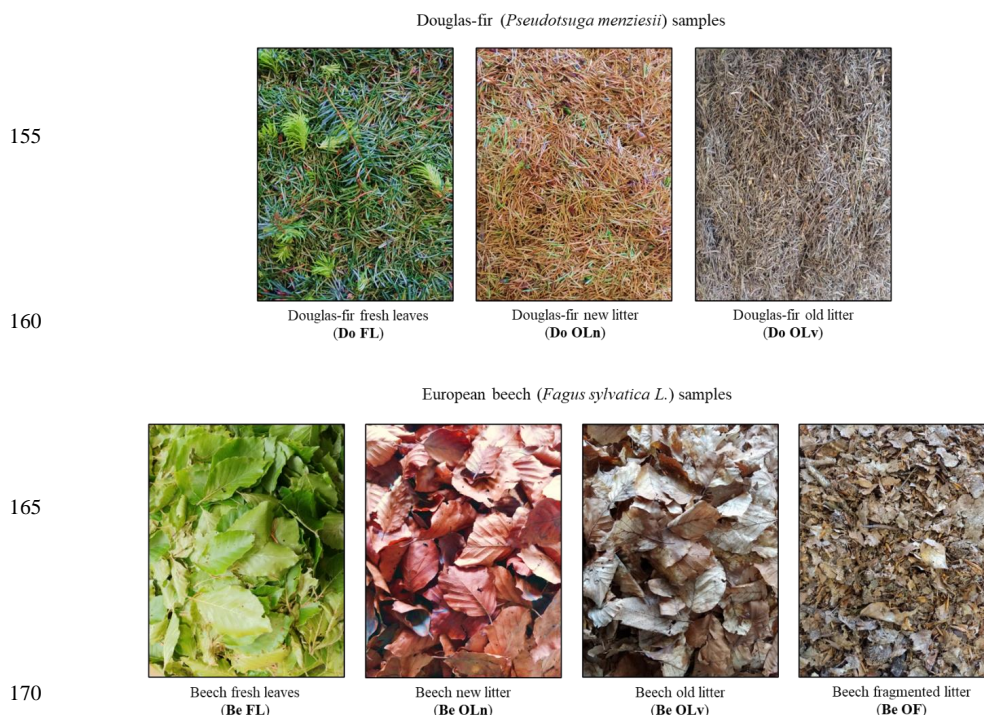 Douglas-fir (Pseudotsuga menziesii) samples
155
160
Douglas-fir fresh leaves
(Do FL)
Douglas-fir new litter
(Do OLn)
Douglas-fir old litter
(Do OLv)
European beech (Fagus sylvatica L.) samples
165
170
Beech fresh leaves
(Be FL)
Beech new litter
(Be OLn)
Beech old litter
(Be OLv)
Beech fragmented litter
(Be OF)